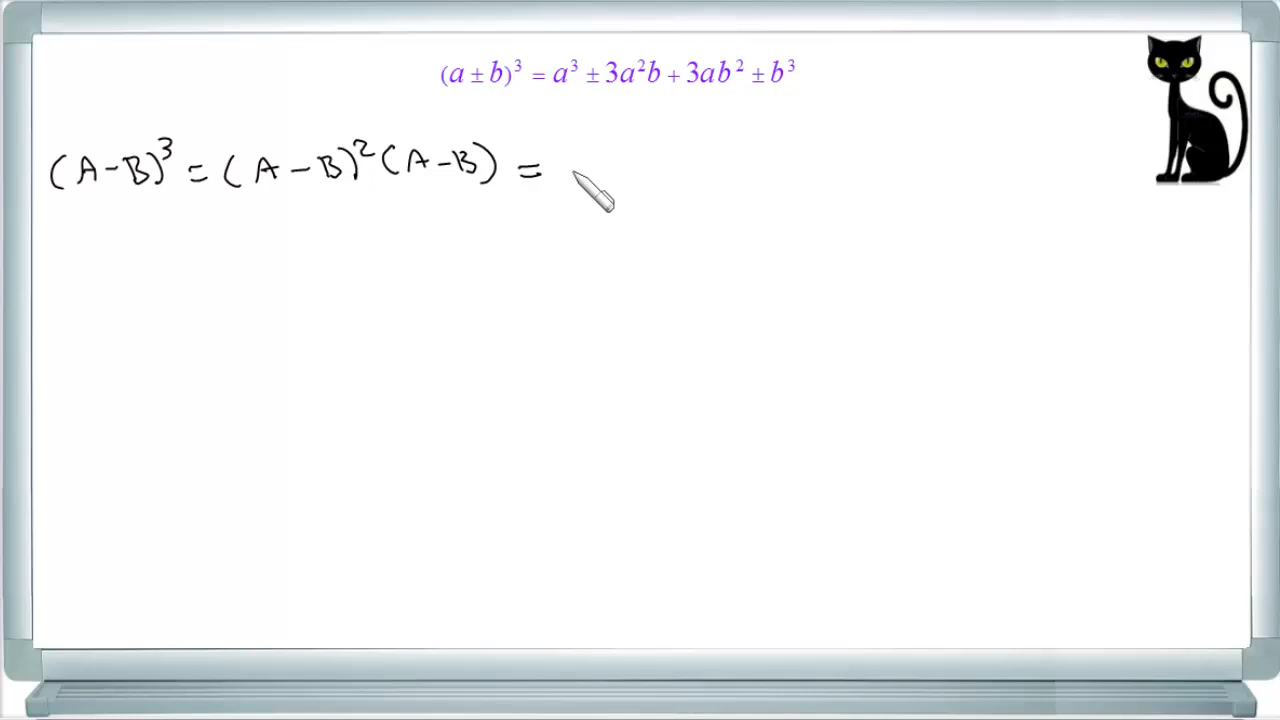 (a ± b)³ = a³ ± 3a²b + 3ab² ± b³
(A - B)³ = (A - B)² (A - B) =